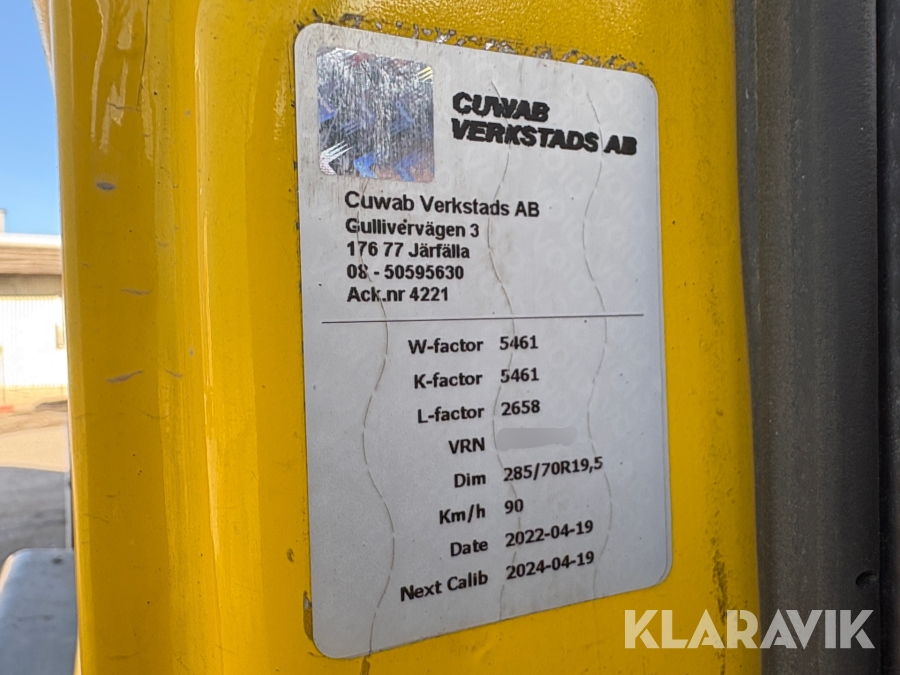 CUWAB
VERKSTADS AB
Cuwab Verkstads AB
Gullivervägen 3
176 77 Järfälla
08 - 50595630
Ack.nr 4221
W-factor 5461
K-factor 5461
L-factor 2658
VRN
Dim 285/70R19,5
Km/h 90
Date 2022-04-19
Next Calib 2024-04-19
KLARAVIK